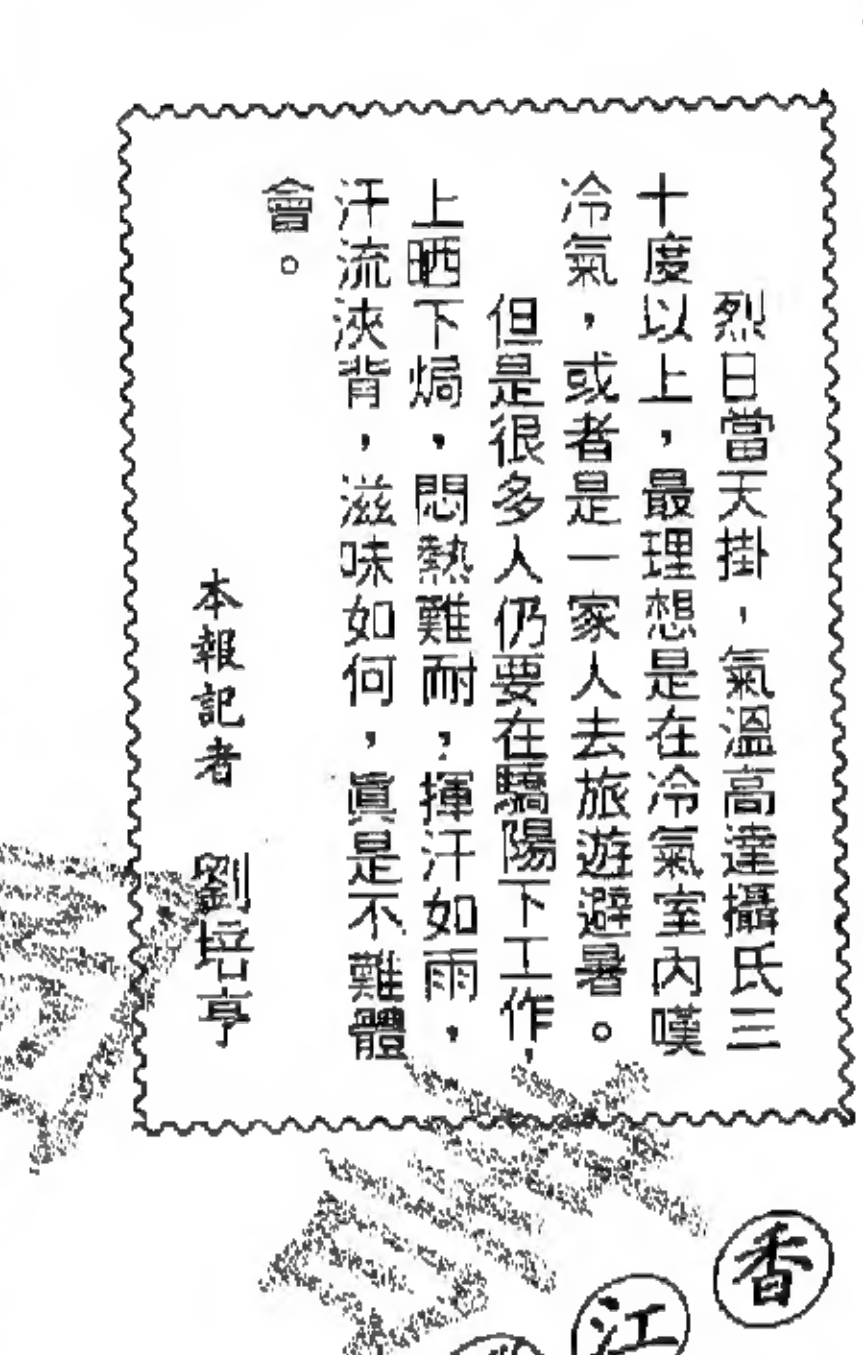 烈日當天掛，氣溫高達攝氏三
十度以上，最理想是在冷氣室內嘆
冷氣，或者是一家人去旅遊避暑。
但是很多人仍要在驕陽下工作，
上晒下焗，悶熱難耐，揮汗如雨，
汗流浹背，滋味如何，眞是不難體
會。
本報記者　劉培亨
香江